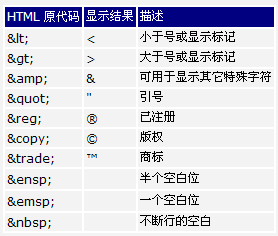 HTML 原代码 显示结果 描述
&lt; < 小于号或显示标记
&gt; > 大于号或显示标记
&amp; & 可用于显示其它特殊字符
&quot; " 引号
&reg; ® 已注册
&copy; © 版权
&trade; ™ 商标
&ensp; 半个空白位
&emsp; 一个空白位
&nbsp; 不断行的空白